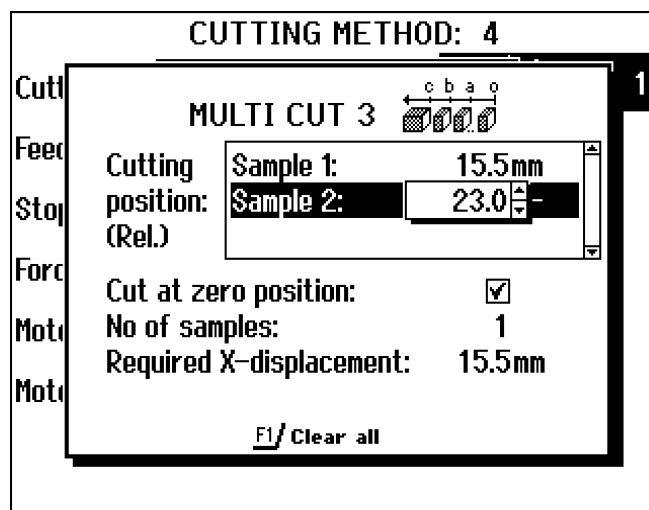 CUTTING METHOD: 4
Cutt
1
c b a o
MULTI CUT 3
Feed
Cutting Sample 1: 15.5mm
Stop position: Sample 2: 23.0 -
(Rel.)
Forc
Cut at zero position:
Moto No of samples: 1
Required X-displacement: 15.5mm
Moto
F1/ Clear all